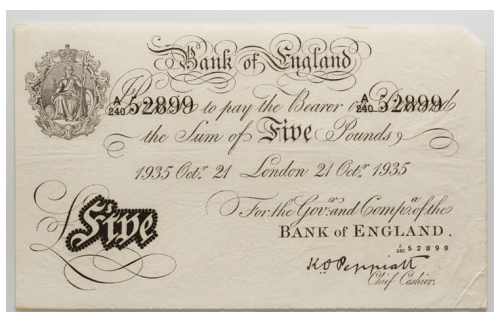 Bank of England
A/240 52899 to pay the Bearer on Demand A/240 52899
the Sum of Five Pounds
1935 Octr. 21 London 21 Octr. 1935
Five
For the Govr. and Compa. of the
BANK of ENGLAND.
A/240 52899
K.O. Peppiatt
Chief Cashier.